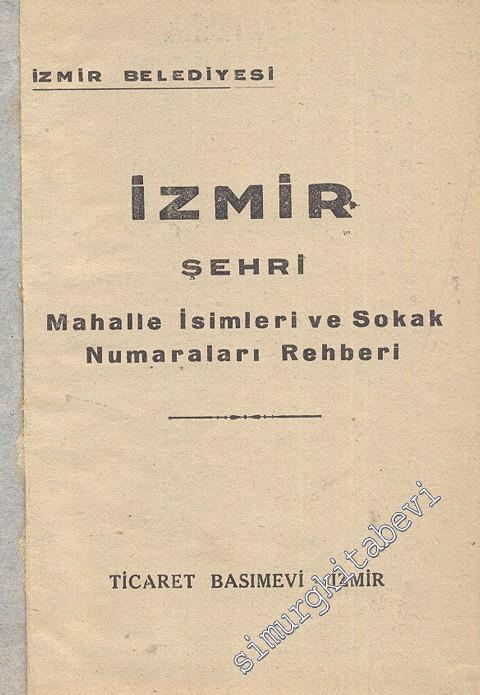 İZMİR BELEDİYESİ
İZMİR
ŞEHRİ
Mahalle İsimleri ve Sokak
Numaraları Rehberi
TİCARET BASIMEVİ İZMİR
simurgkitabevi